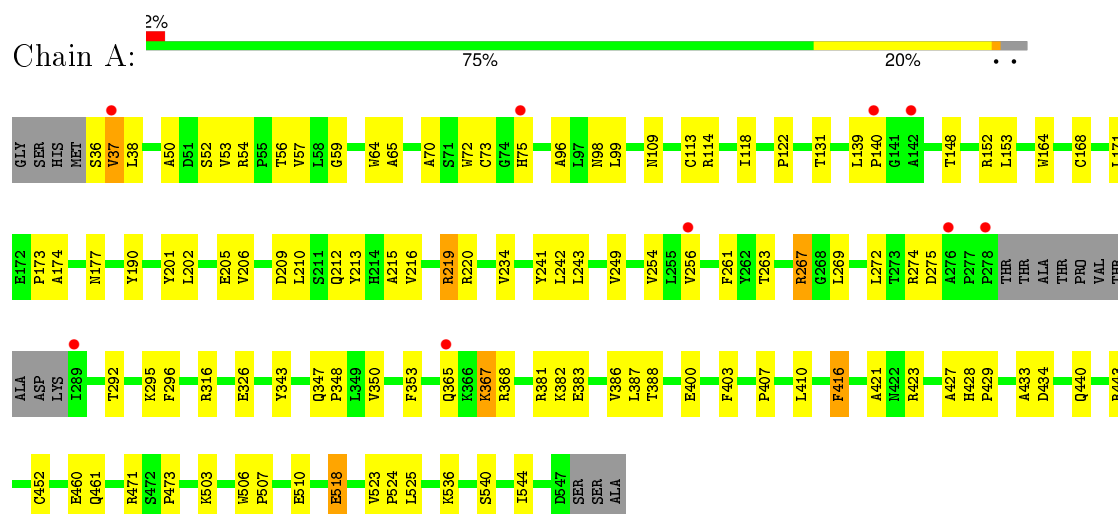 2%
Chain A:
75% 20% • •
GLY SER HIS MET S36 V37 L38 A50 D51 S52 V53 R54 P55 T56 V57 L58 G59 W64 A65 A70 S71 W72 C73 G74 H75 A96 L97 N98 L99 N109 C113 R114 I118 P122 T131 L139 P140 G141 A142 T148 R152 L153 W164 C168 L171
E172 P173 A174 N177 Y190 Y201 L202 E205 V206 D209 L210 S211 Q212 Y213 H214 A215 V216 R219 R220 V234 Y241 L242 L243 V249 V254 L255 V256 F261 Y262 T263 R267 G268 L269 L272 T273 R274 D275 A276 P277 P278 THR THR ALA THR PRO VAL THR
ALA ASP LYS I289 T292 K295 F296 R316 E326 Y343 Q347 P348 L349 V350 F353 Q365 K366 K367 R368 R381 K382 E383 V386 L387 T388 E400 F403 P407 L410 F416 A421 N422 R423 A427 H428 P429 A433 D434 Q440
C452 E460 Q461 R471 S472 P473 K503 W506 P507 E510 E518 V523 P524 L525 K536 S540 I544 D547 SER SER ALA